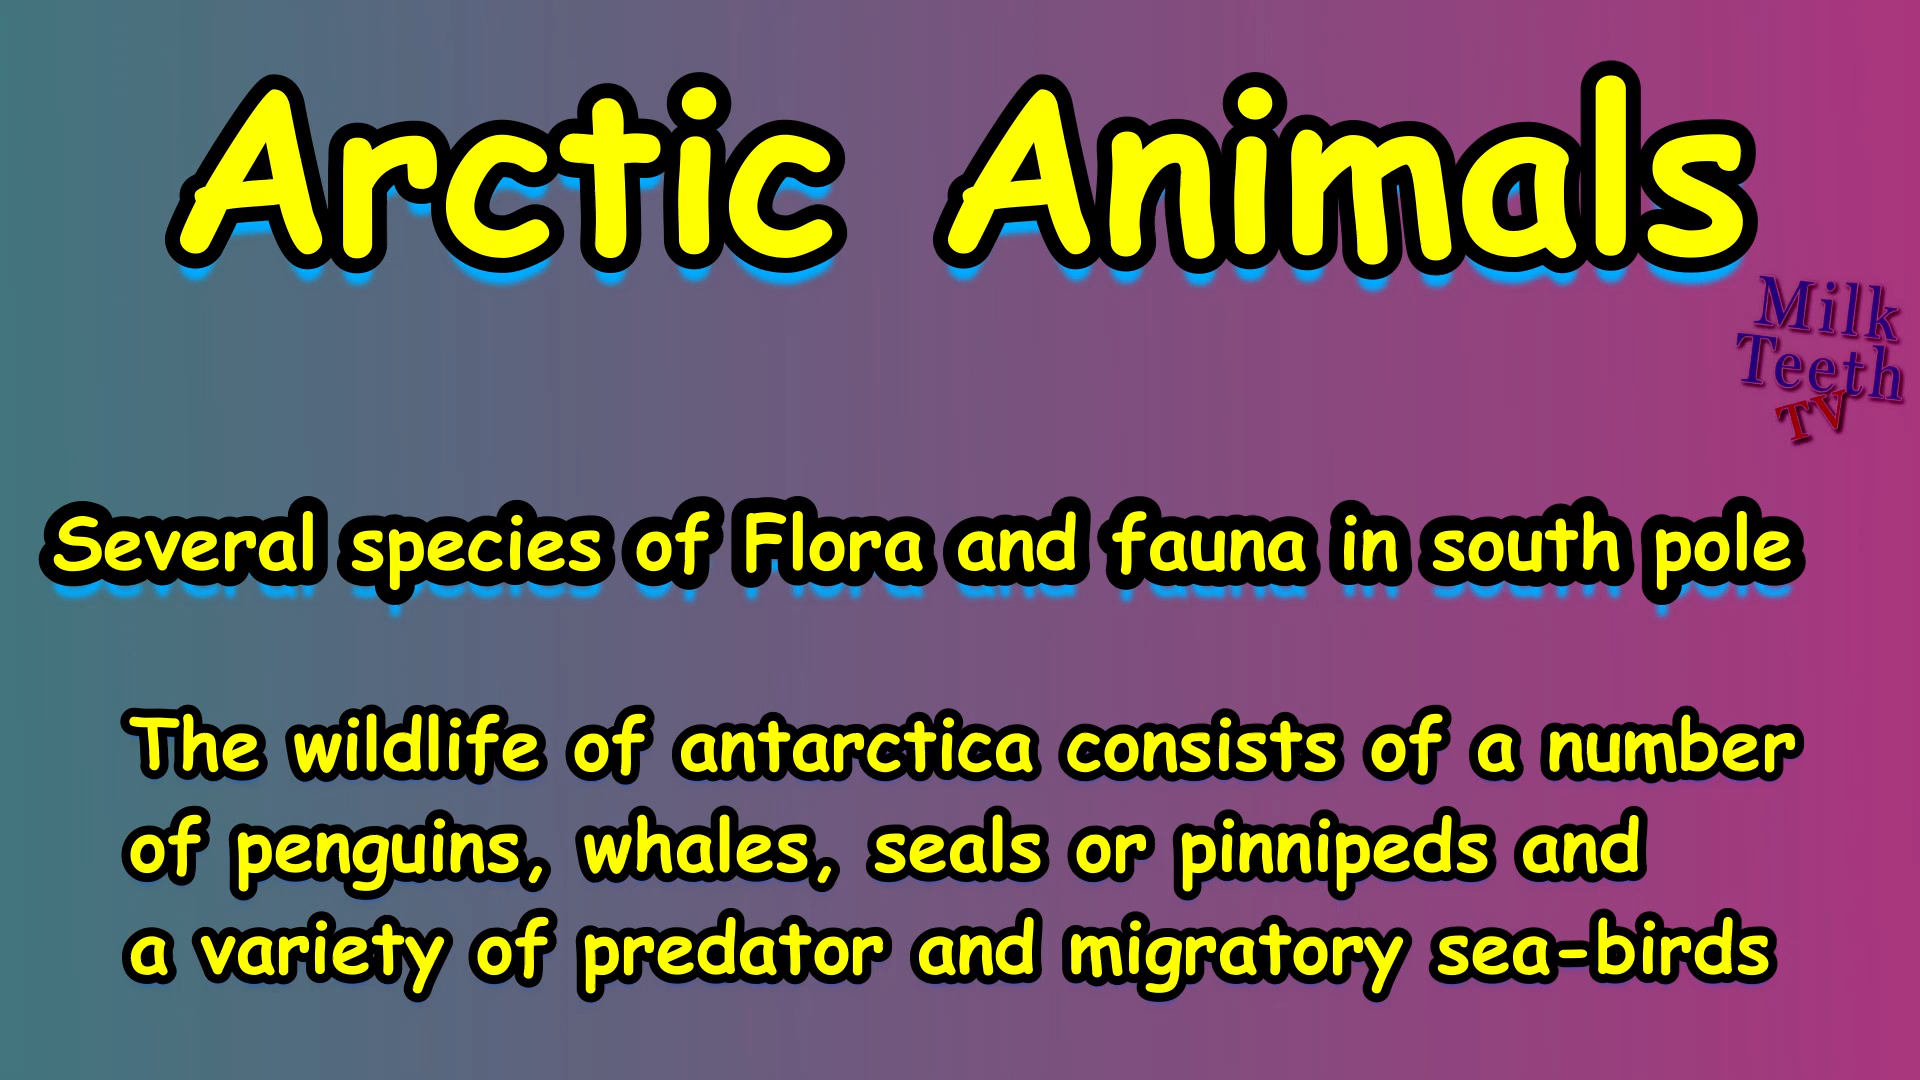 Arctic Animals
Milk
Teeth
TV
Several species of Flora and fauna in south pole
The wildlife of antarctica consists of a number
of penguins, whales, seals or pinnipeds and
a variety of predator and migratory sea-birds